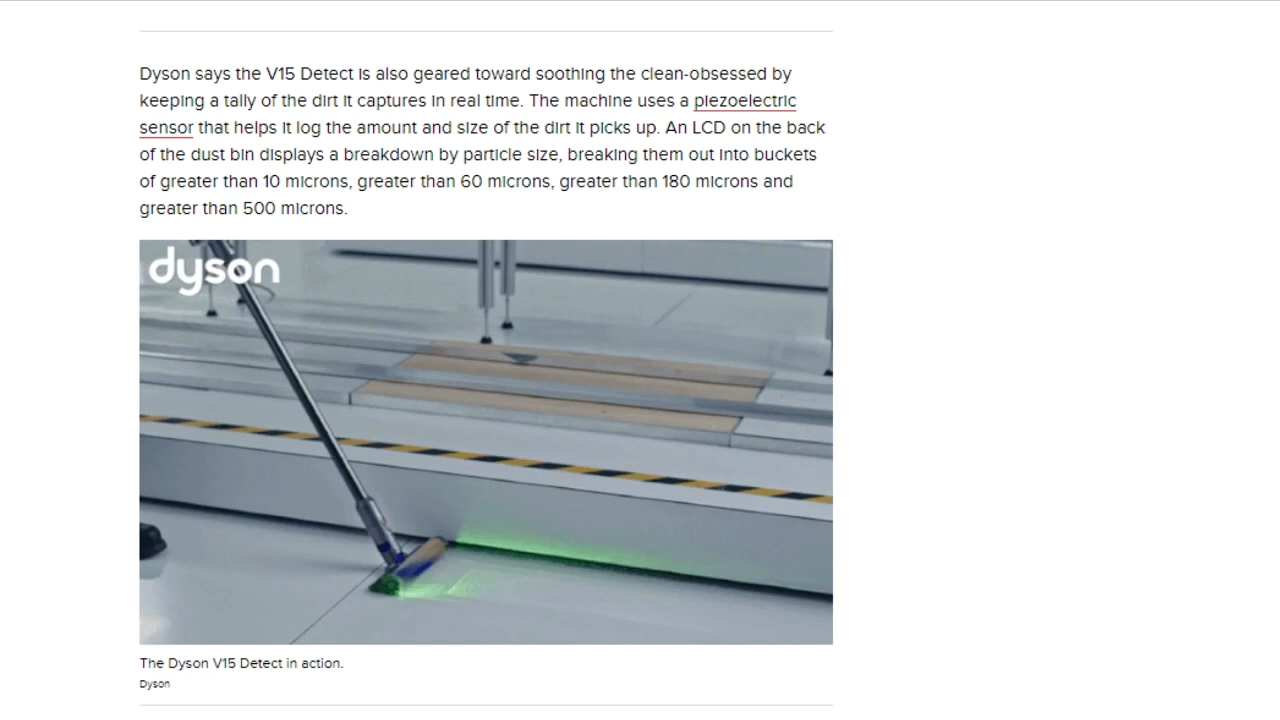 Dyson says the V15 Detect is also geared toward soothing the clean-obsessed by
keeping a tally of the dirt it captures in real time. The machine uses a piezoelectric
sensor that helps it log the amount and size of the dirt it picks up. An LCD on the back
of the dust bin displays a breakdown by particle size, breaking them out into buckets
of greater than 10 microns, greater than 60 microns, greater than 180 microns and
greater than 500 microns.
dyson
The Dyson V15 Detect in action.
Dyson